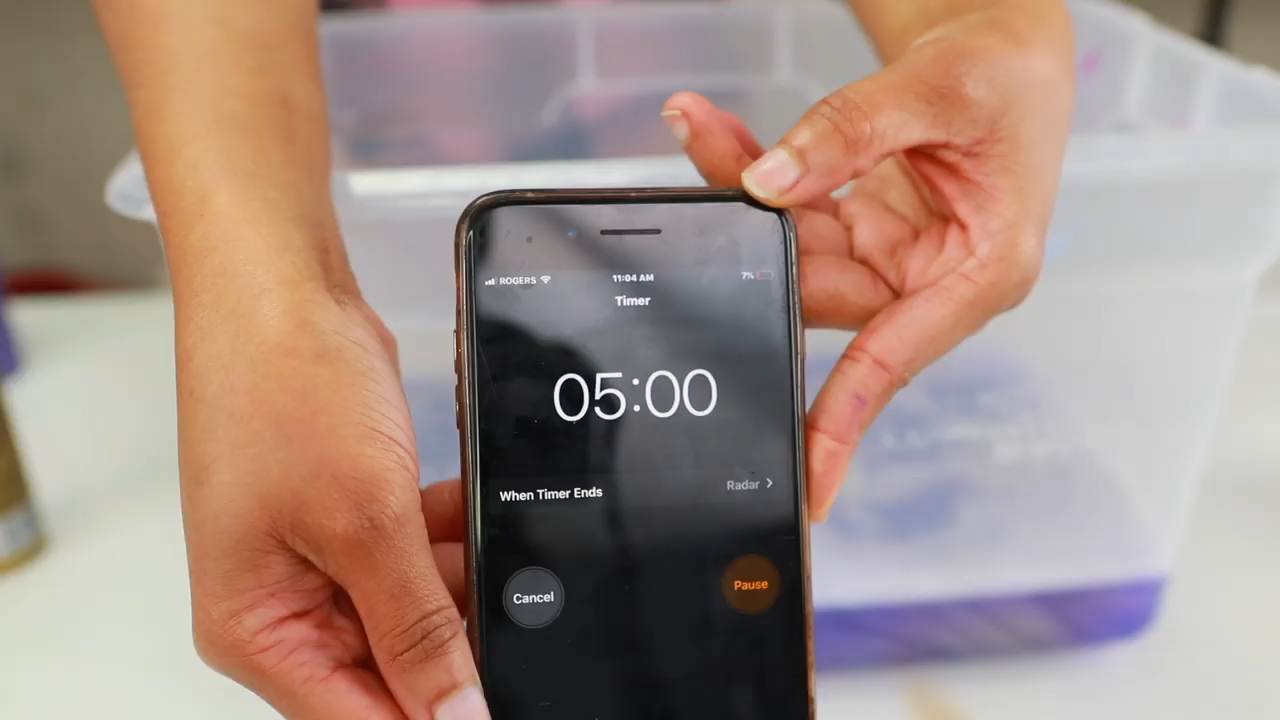 ROGERS 11:04 AM 7%
Timer
05:00
When Timer Ends Radar
Cancel Pause